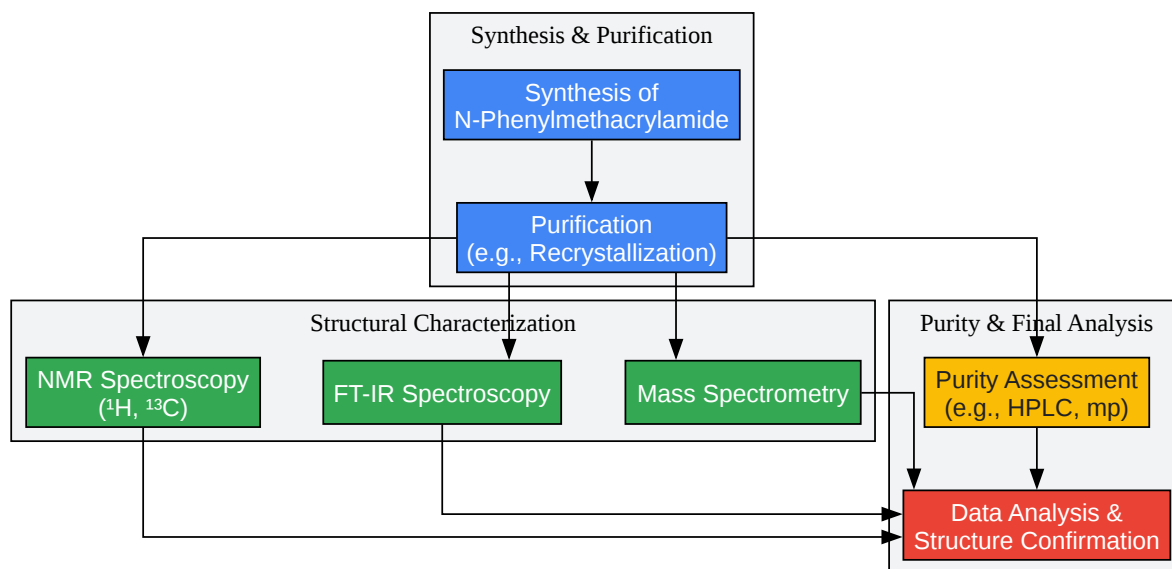 Synthesis & Purification
Synthesis of
N-Phenylmethacrylamide
Purification
(e.g., Recrystallization)
Structural Characterization
NMR Spectroscopy
(¹H, ¹³C)
FT-IR Spectroscopy
Mass Spectrometry
Purity & Final Analysis
Purity Assessment
(e.g., HPLC, mp)
Data Analysis &
Structure Confirmation